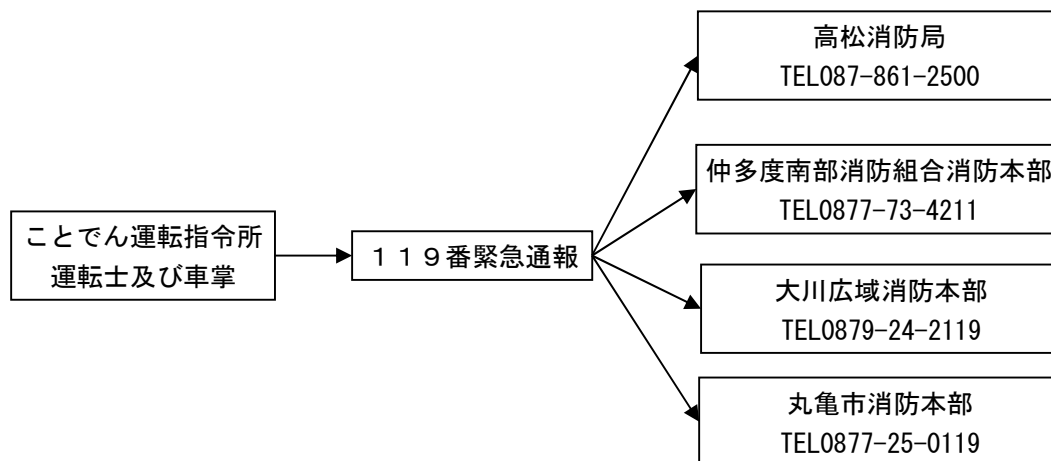 高松消防局
TEL087-861-2500
仲多度南部消防組合消防本部
TEL0877-73-4211
ことでん運転指令所
運転士及び車掌
１１９番緊急通報
大川広域消防本部
TEL0879-24-2119
丸亀市消防本部
TEL0877-25-0119